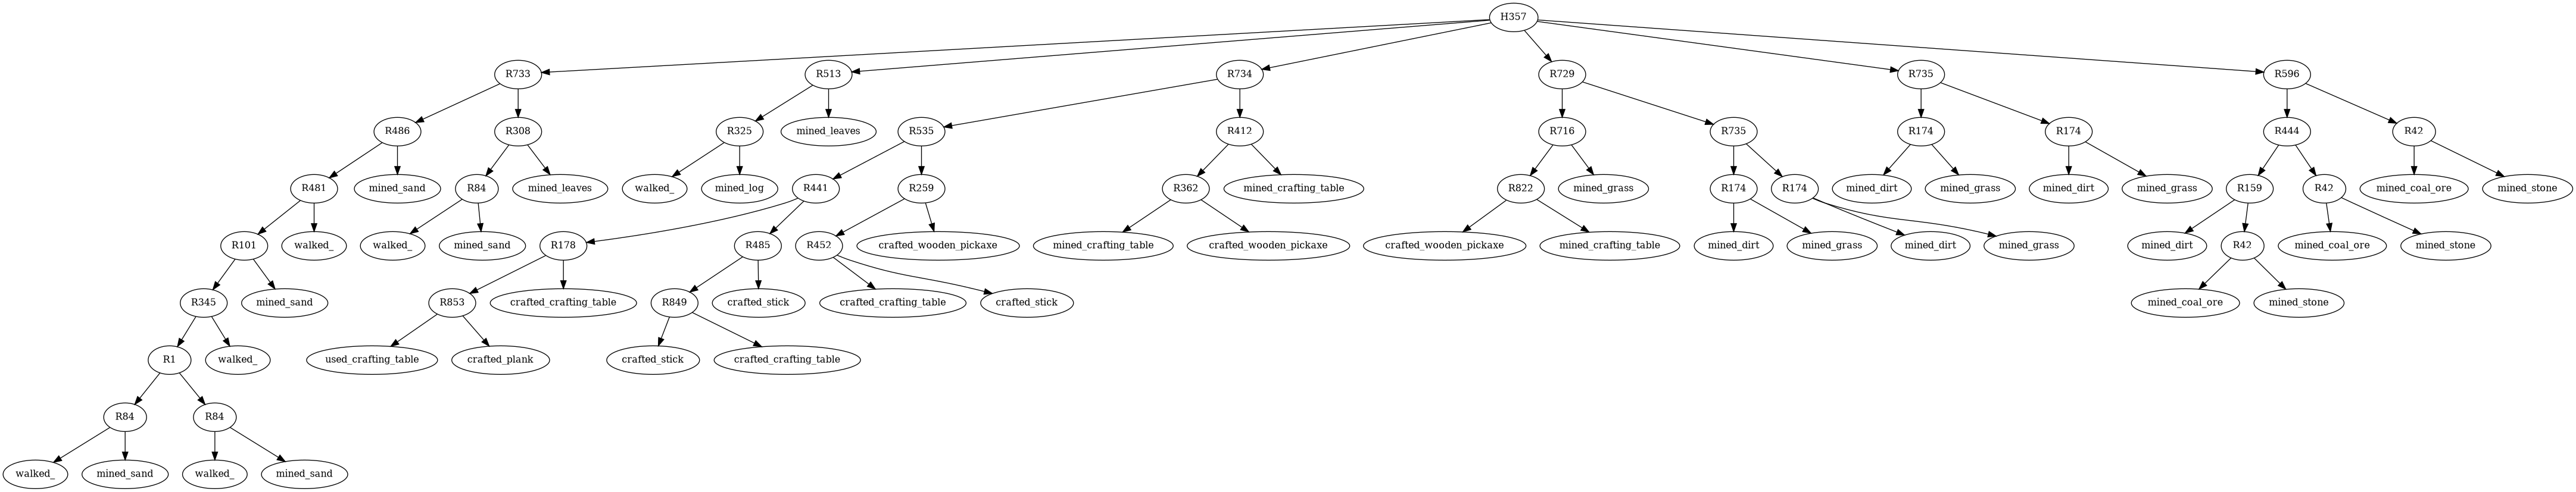 H357
R733 R513 R734 R729 R735 R596
R486 R308 R325 mined_leaves R535 R412 R716 R735 R174 R174 R444 R42
R481 mined_sand R84 mined_leaves walked_ mined_log R441 R259 R362 mined_crafting_table R822 mined_grass R174 R174 mined_dirt mined_grass mined_dirt mined_grass R159 R42 mined_coal_ore mined_stone
R101 walked_ walked_ mined_sand R178 R485 R452 crafted_wooden_pickaxe mined_crafting_table crafted_wooden_pickaxe crafted_wooden_pickaxe mined_crafting_table mined_dirt mined_grass mined_dirt mined_grass mined_dirt R42 mined_coal_ore mined_stone
R345 mined_sand R853 crafted_crafting_table R849 crafted_stick crafted_crafting_table crafted_stick mined_coal_ore mined_stone
R1 walked_ used_crafting_table crafted_plank crafted_stick crafted_crafting_table
R84 R84
walked_ mined_sand walked_ mined_sand